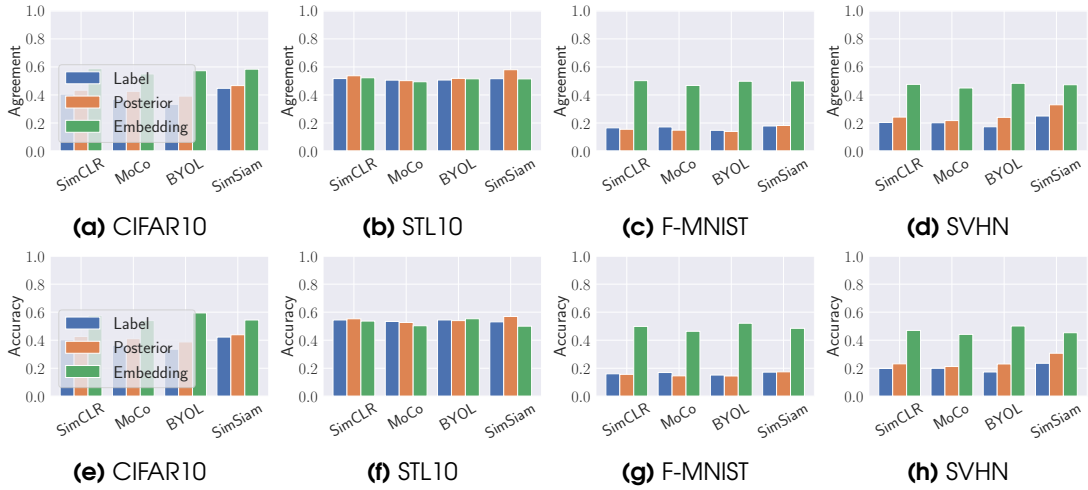 1.0 1.0 1.0 1.0
0.8 0.8 0.8 0.8
0.6 0.6 0.6 0.6
0.4 0.4 0.4 0.4
0.2 0.2 0.2 0.2
0.0 0.0 0.0 0.0
Agreement Agreement Agreement Agreement
Label
Posterior
Embedding
SimCLR MoCo BYOL SimSiam SimCLR MoCo BYOL SimSiam SimCLR MoCo BYOL SimSiam SimCLR MoCo BYOL SimSiam
(a) CIFAR10 (b) STL10 (c) F-MNIST (d) SVHN
1.0 1.0 1.0 1.0
0.8 0.8 0.8 0.8
0.6 0.6 0.6 0.6
0.4 0.4 0.4 0.4
0.2 0.2 0.2 0.2
0.0 0.0 0.0 0.0
Accuracy Accuracy Accuracy Accuracy
Label
Posterior
Embedding
SimCLR MoCo BYOL SimSiam SimCLR MoCo BYOL SimSiam SimCLR MoCo BYOL SimSiam SimCLR MoCo BYOL SimSiam
(e) CIFAR10 (f) STL10 (g) F-MNIST (h) SVHN